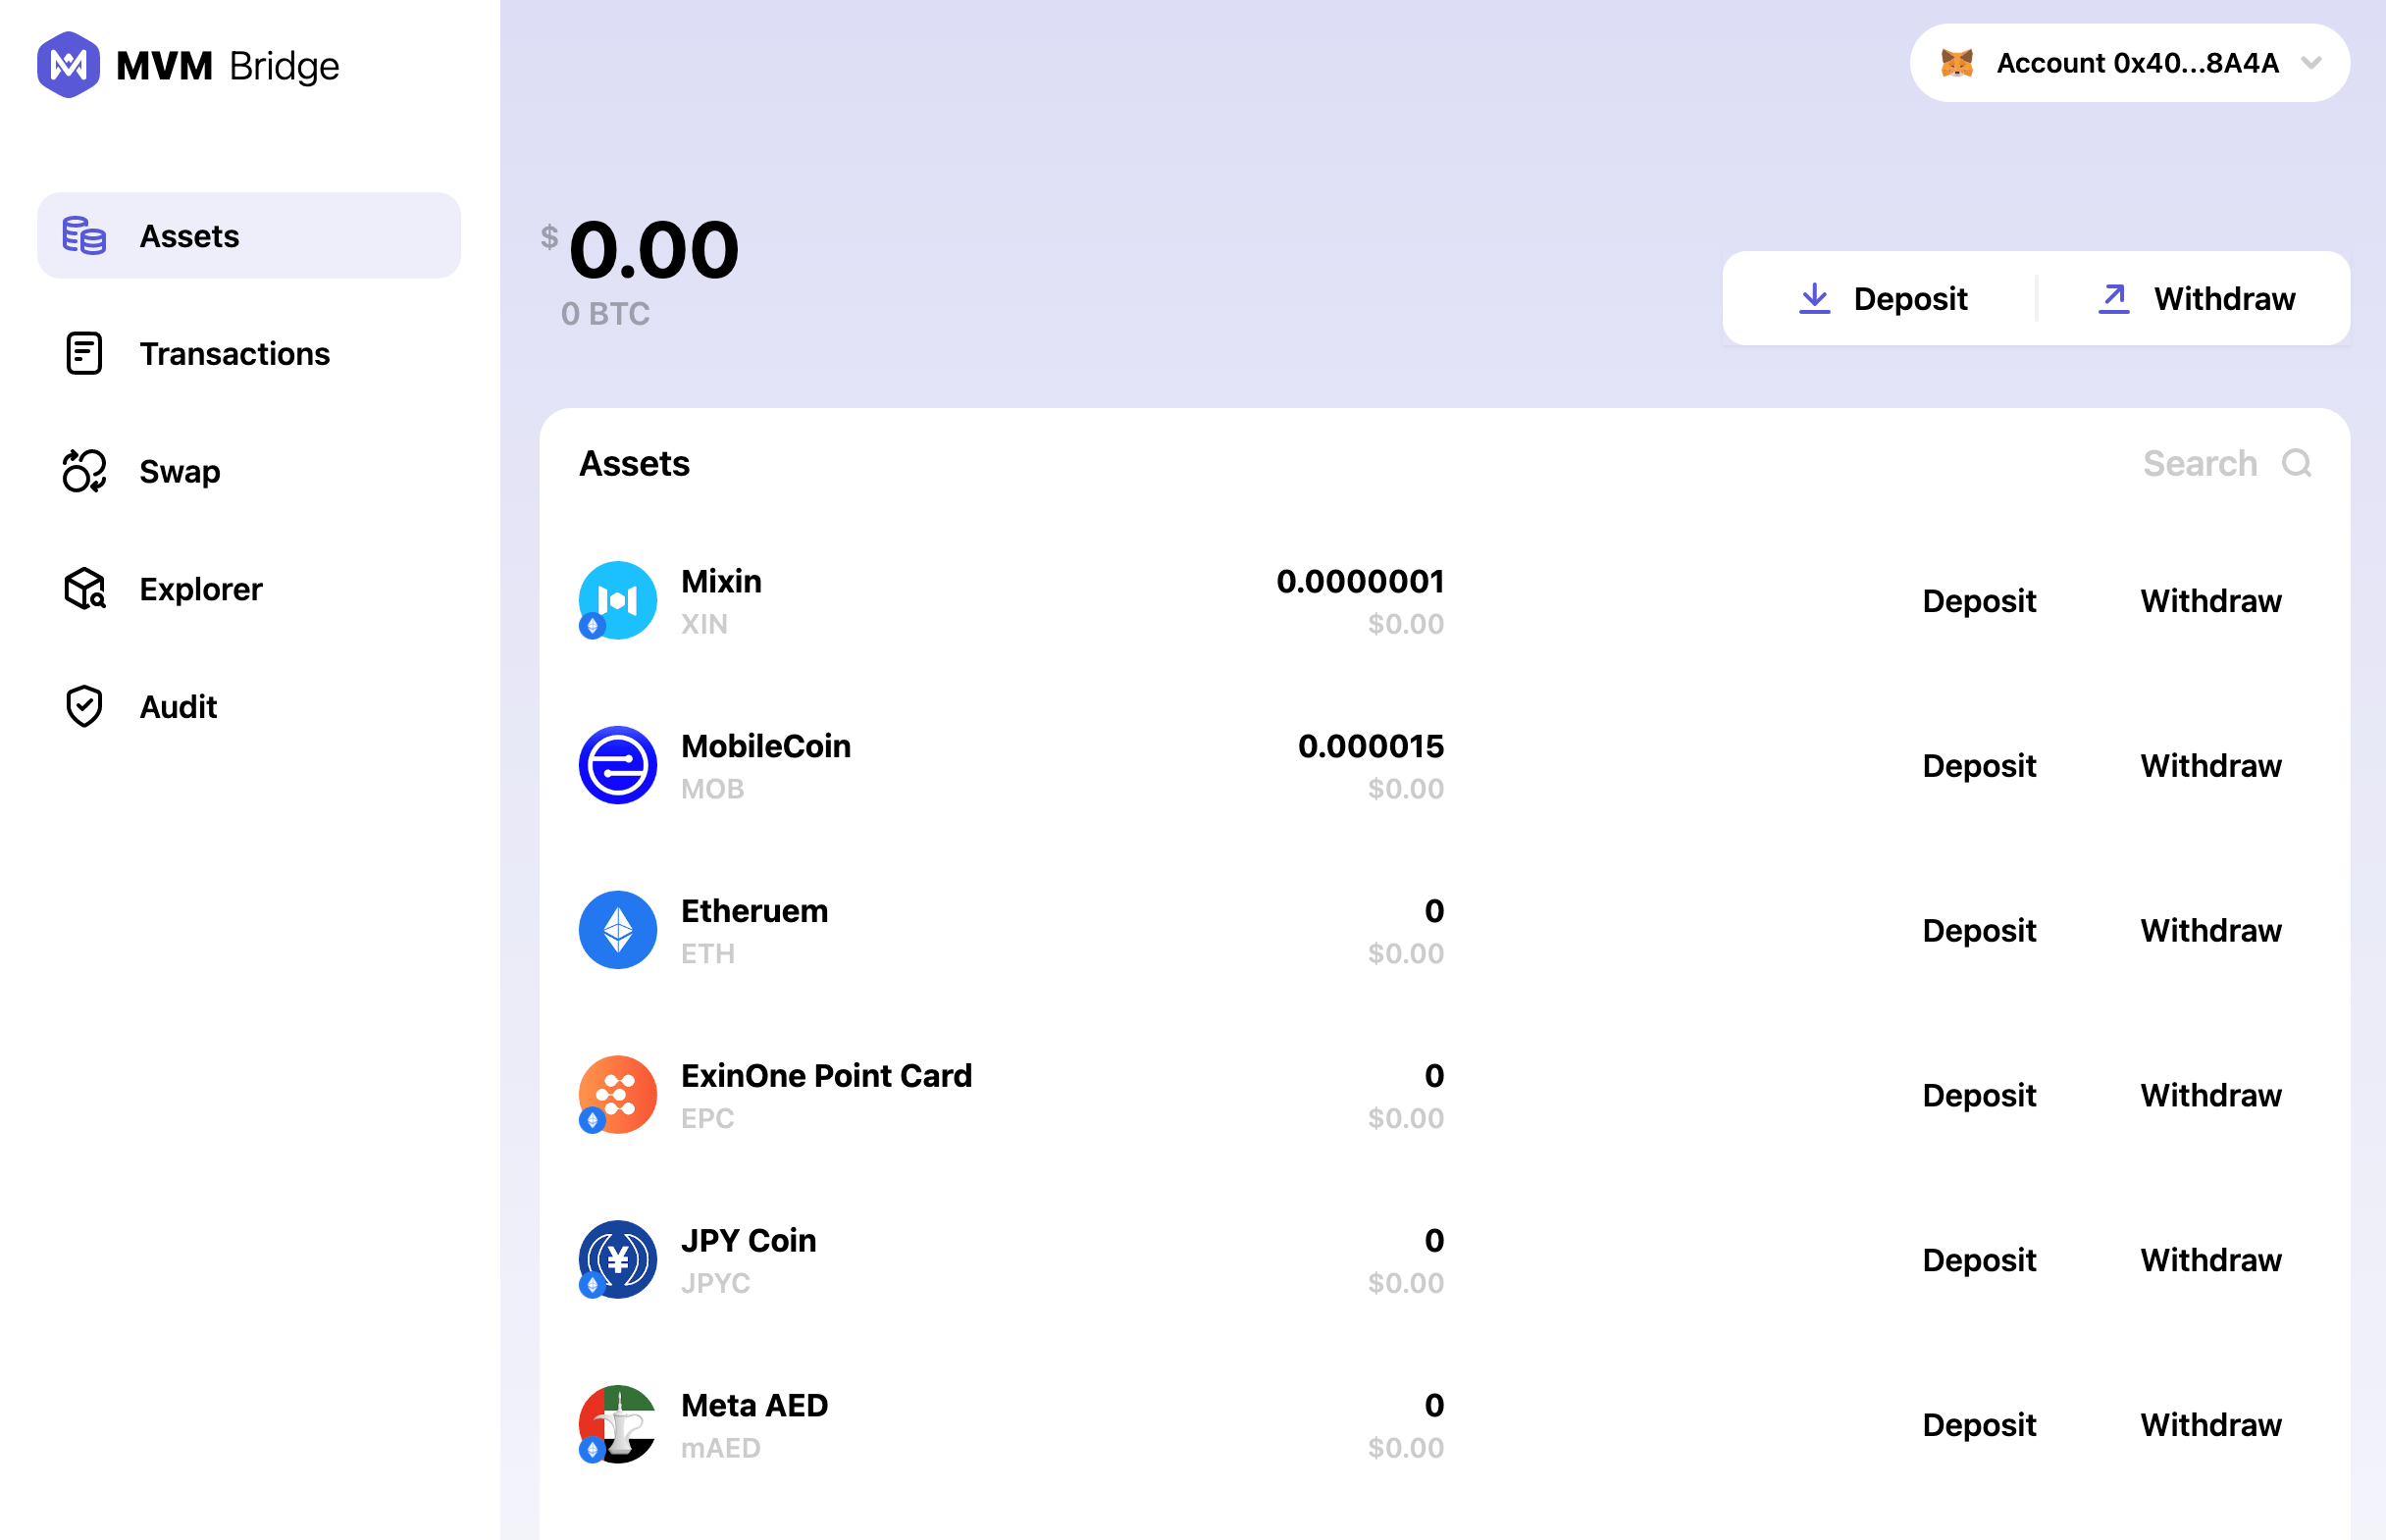 MVM Bridge
Account 0x40...8A4A
Assets
Transactions
Swap
Explorer
Audit
$ 0.00
0 BTC
Deposit
Withdraw
Assets
Search
Mixin 0.0000001 Deposit Withdraw
XIN $0.00
MobileCoin 0.000015 Deposit Withdraw
MOB $0.00
Etheruem 0 Deposit Withdraw
ETH $0.00
ExinOne Point Card 0 Deposit Withdraw
EPC $0.00
JPY Coin 0 Deposit Withdraw
JPYC $0.00
Meta AED 0 Deposit Withdraw
mAED $0.00